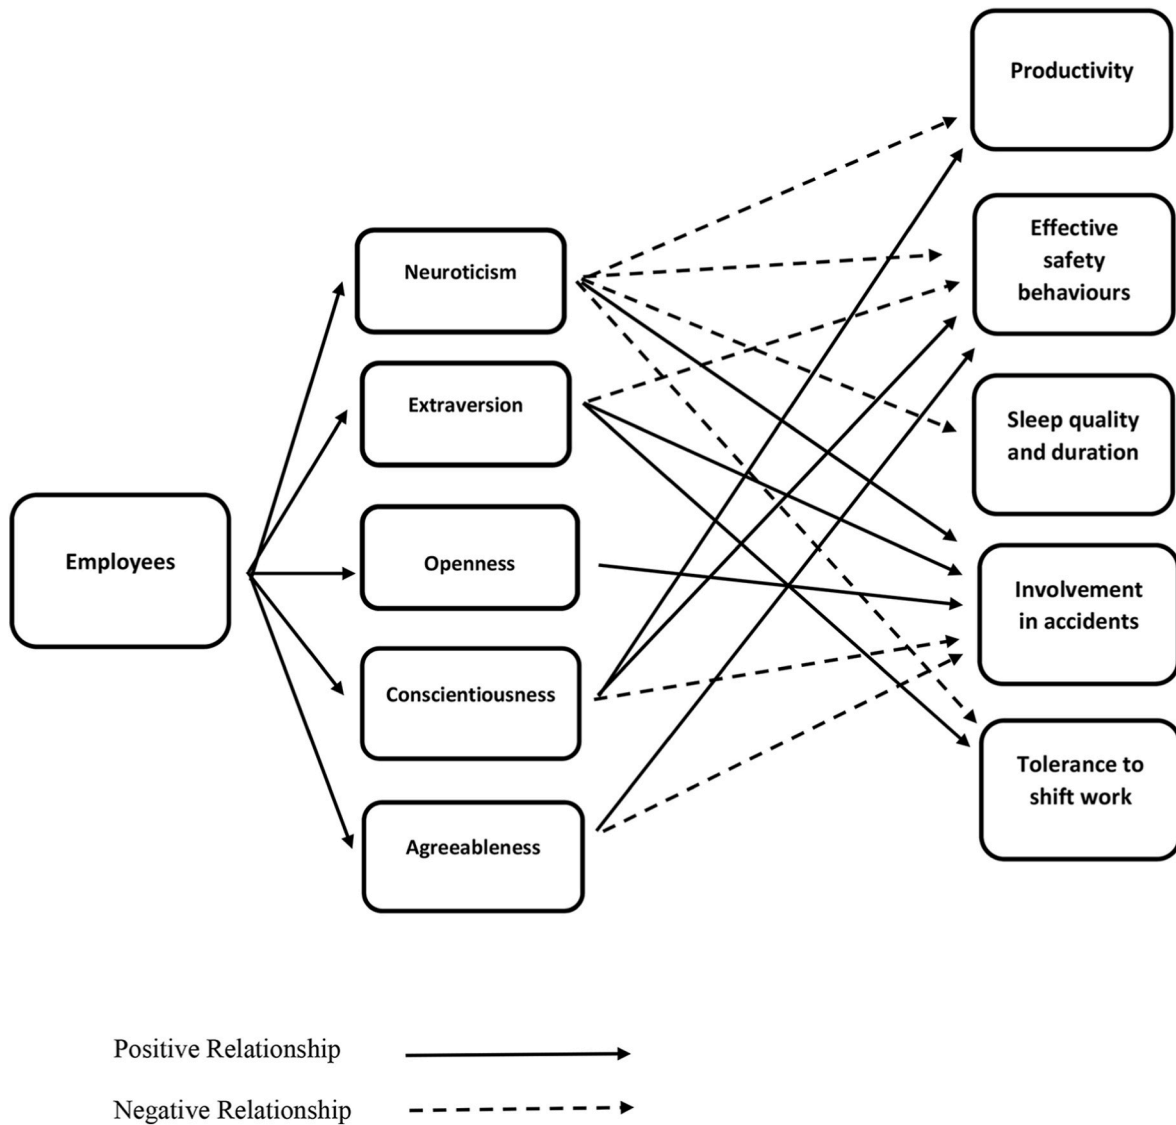 Productivity
Effective
safety
behaviours
Neuroticism
Extraversion
Sleep quality
and duration
Employees
Openness
Involvement
in accidents
Conscientiousness
Tolerance to
shift work
Agreeableness
Positive Relationship
Negative Relationship